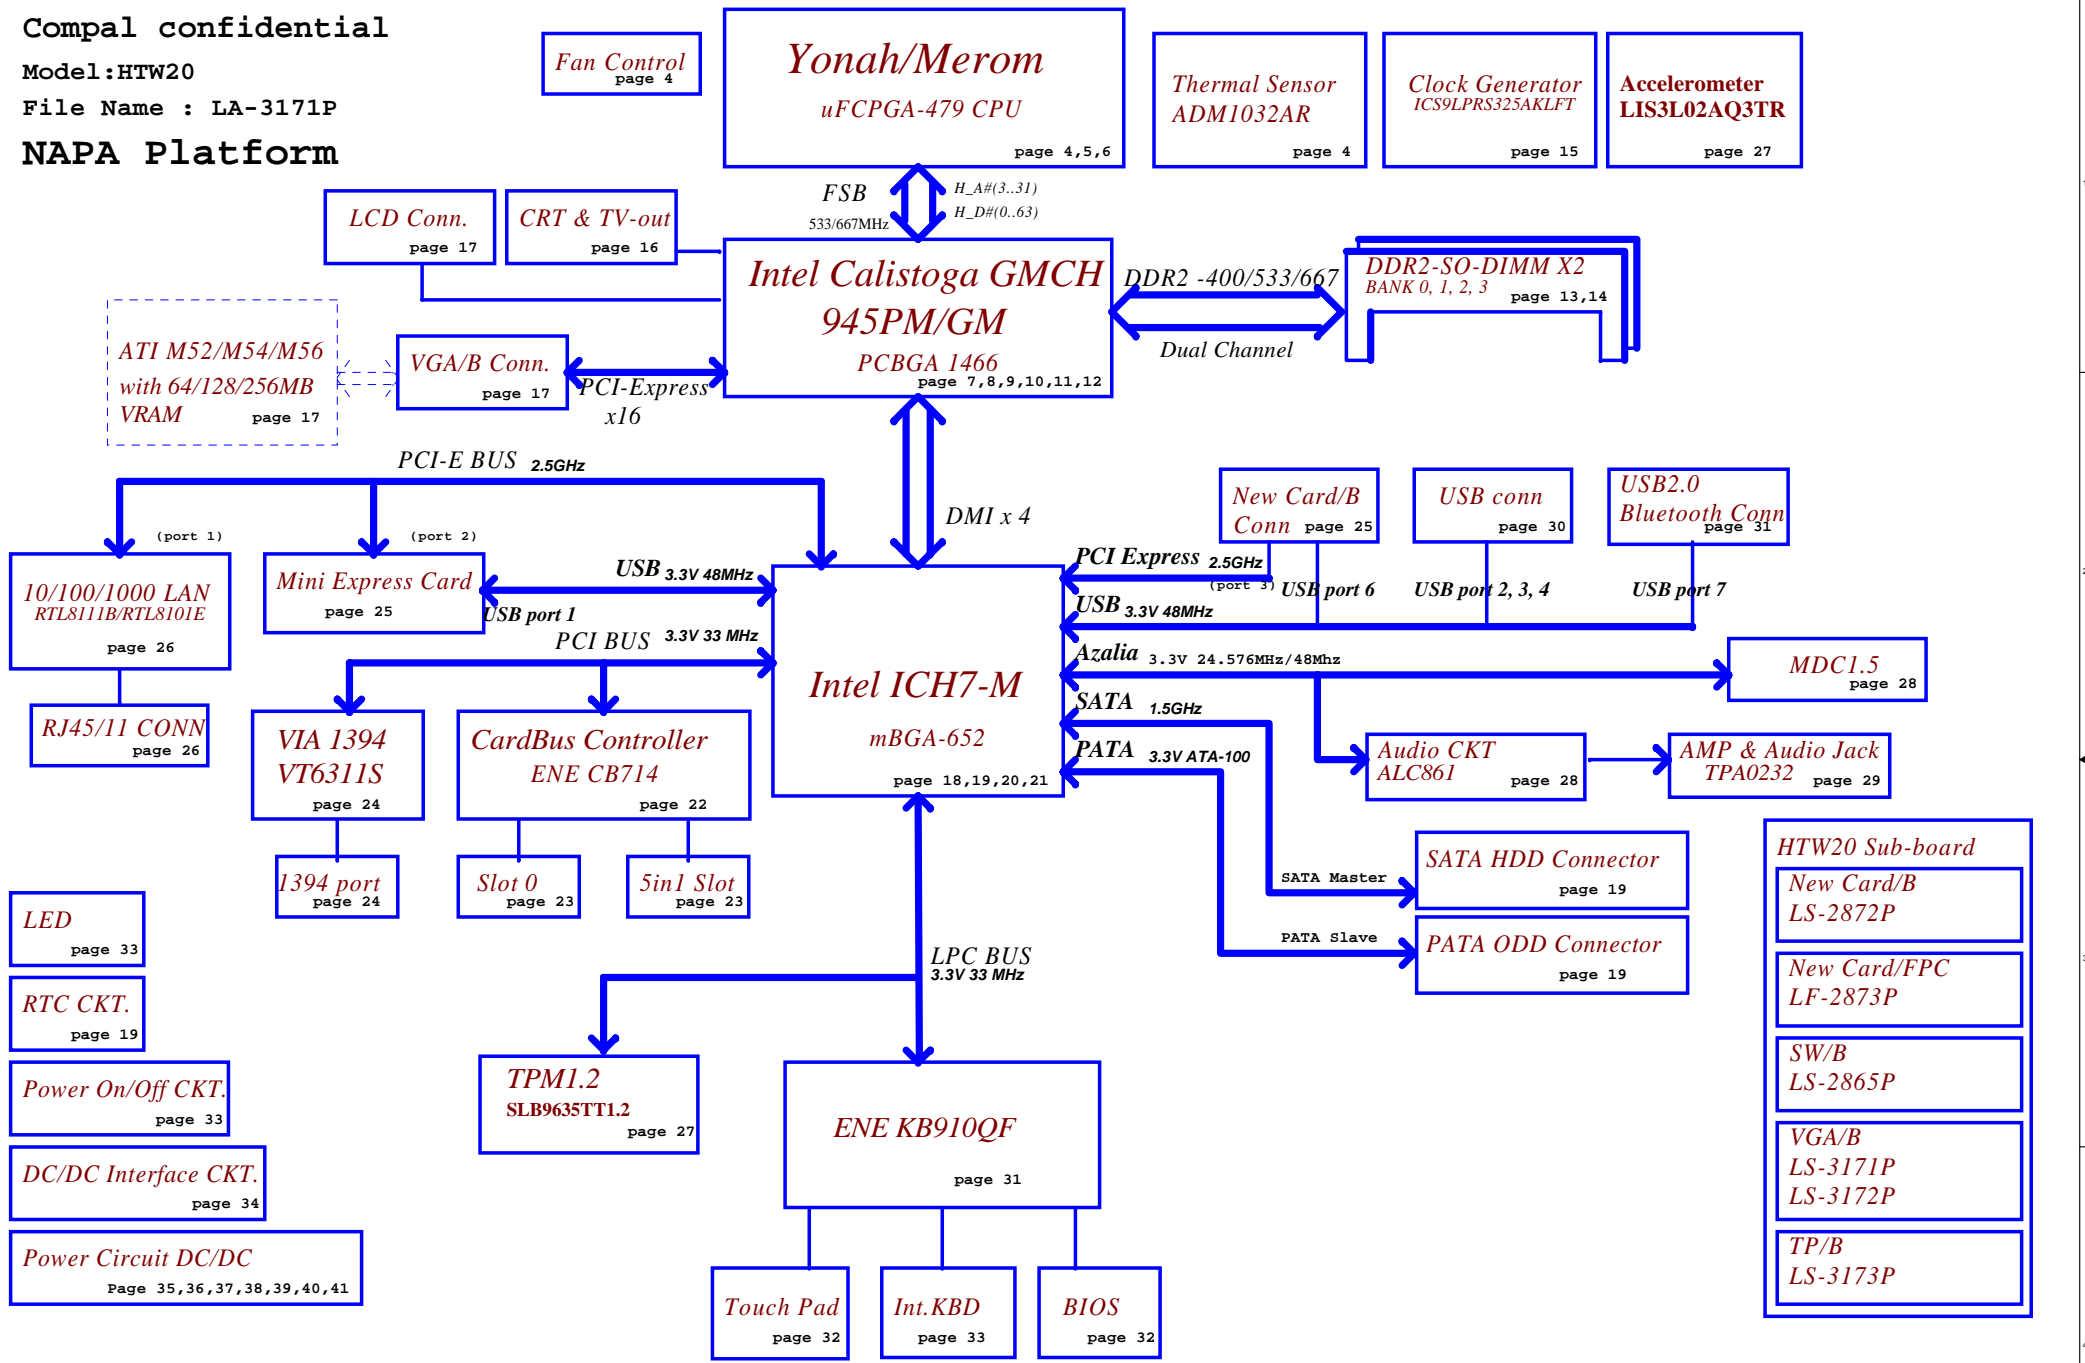 Compal confidential
Model:HTW20
File Name : LA-3171P
NAPA Platform
Fan Control
page 4
Yonah/Merom
uFCPGA-479 CPU
page 4,5,6
Thermal Sensor
ADM1032AR
page 4
Clock Generator
ICS9LPRS325AKLFT
page 15
Accelerometer
LIS3L02AQ3TR
page 27
FSB
533/667MHz
H_A#(3..31)
H_D#(0..63)
LCD Conn.
page 17
CRT & TV-out
page 16
Intel Calistoga GMCH
945PM/GM
PCBGA 1466
page 7,8,9,10,11,12
DDR2 -400/533/667
Dual Channel
DDR2-SO-DIMM X2
BANK 0, 1, 2, 3
page 13,14
ATI M52/M54/M56
with 64/128/256MB
VRAM
page 17
VGA/B Conn.
page 17
PCI-Express
x16
PCI-E BUS 2.5GHz
DMI x 4
(port 1)
(port 2)
10/100/1000 LAN
RTL8111B/RTL8101E
page 26
Mini Express Card
page 25
USB 3.3V 48MHz
USB port 1
PCI BUS 3.3V 33 MHz
New Card/B
Conn page 25
USB conn
page 30
USB2.0
Bluetooth Conn
page 31
PCI Express 2.5GHz
(port 3)
USB port 6
USB port 2, 3, 4
USB port 7
USB 3.3V 48MHz
Azalia 3.3V 24.576MHz/48Mhz
SATA 1.5GHz
PATA 3.3V ATA-100
Intel ICH7-M
mBGA-652
page 18,19,20,21
MDC1.5
page 28
RJ45/11 CONN
page 26
VIA 1394
VT6311S
page 24
CardBus Controller
ENE CB714
page 22
Audio CKT
ALC861
page 28
AMP & Audio Jack
TPA0232
page 29
1394 port
page 24
Slot 0
page 23
5in1 Slot
page 23
SATA Master
SATA HDD Connector
page 19
PATA Slave
PATA ODD Connector
page 19
LED
page 33
RTC CKT.
page 19
Power On/Off CKT.
page 33
DC/DC Interface CKT.
page 34
Power Circuit DC/DC
Page 35,36,37,38,39,40,41
LPC BUS
3.3V 33 MHz
TPM1.2
SLB9635TT1.2
page 27
ENE KB910QF
page 31
Touch Pad
page 32
Int.KBD
page 33
BIOS
page 32
HTW20 Sub-board
New Card/B
LS-2872P
New Card/FPC
LF-2873P
SW/B
LS-2865P
VGA/B
LS-3171P
LS-3172P
TP/B
LS-3173P